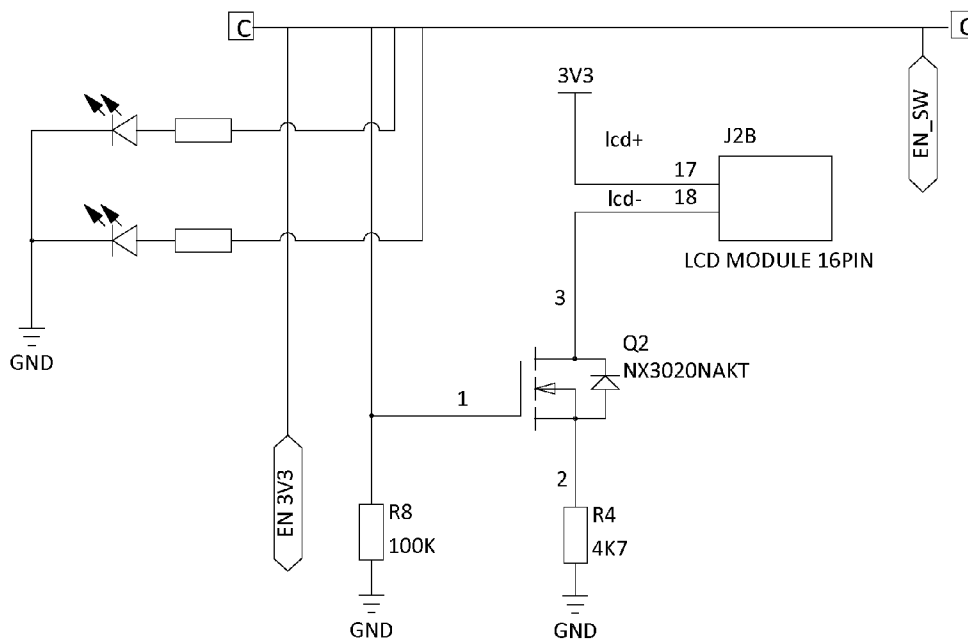 C
C
3V3
EN_SW
lcd+
J2B
17
lcd-
18
LCD MODULE 16PIN
3
GND
Q2
NX3020NAKT
1
EN 3V3
2
R8
100K
R4
4K7
GND
GND